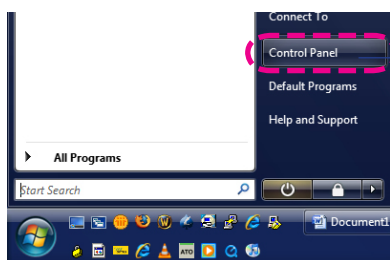 Connect To
Control Panel
Default Programs
Help and Support
All Programs
Start Search
Document1